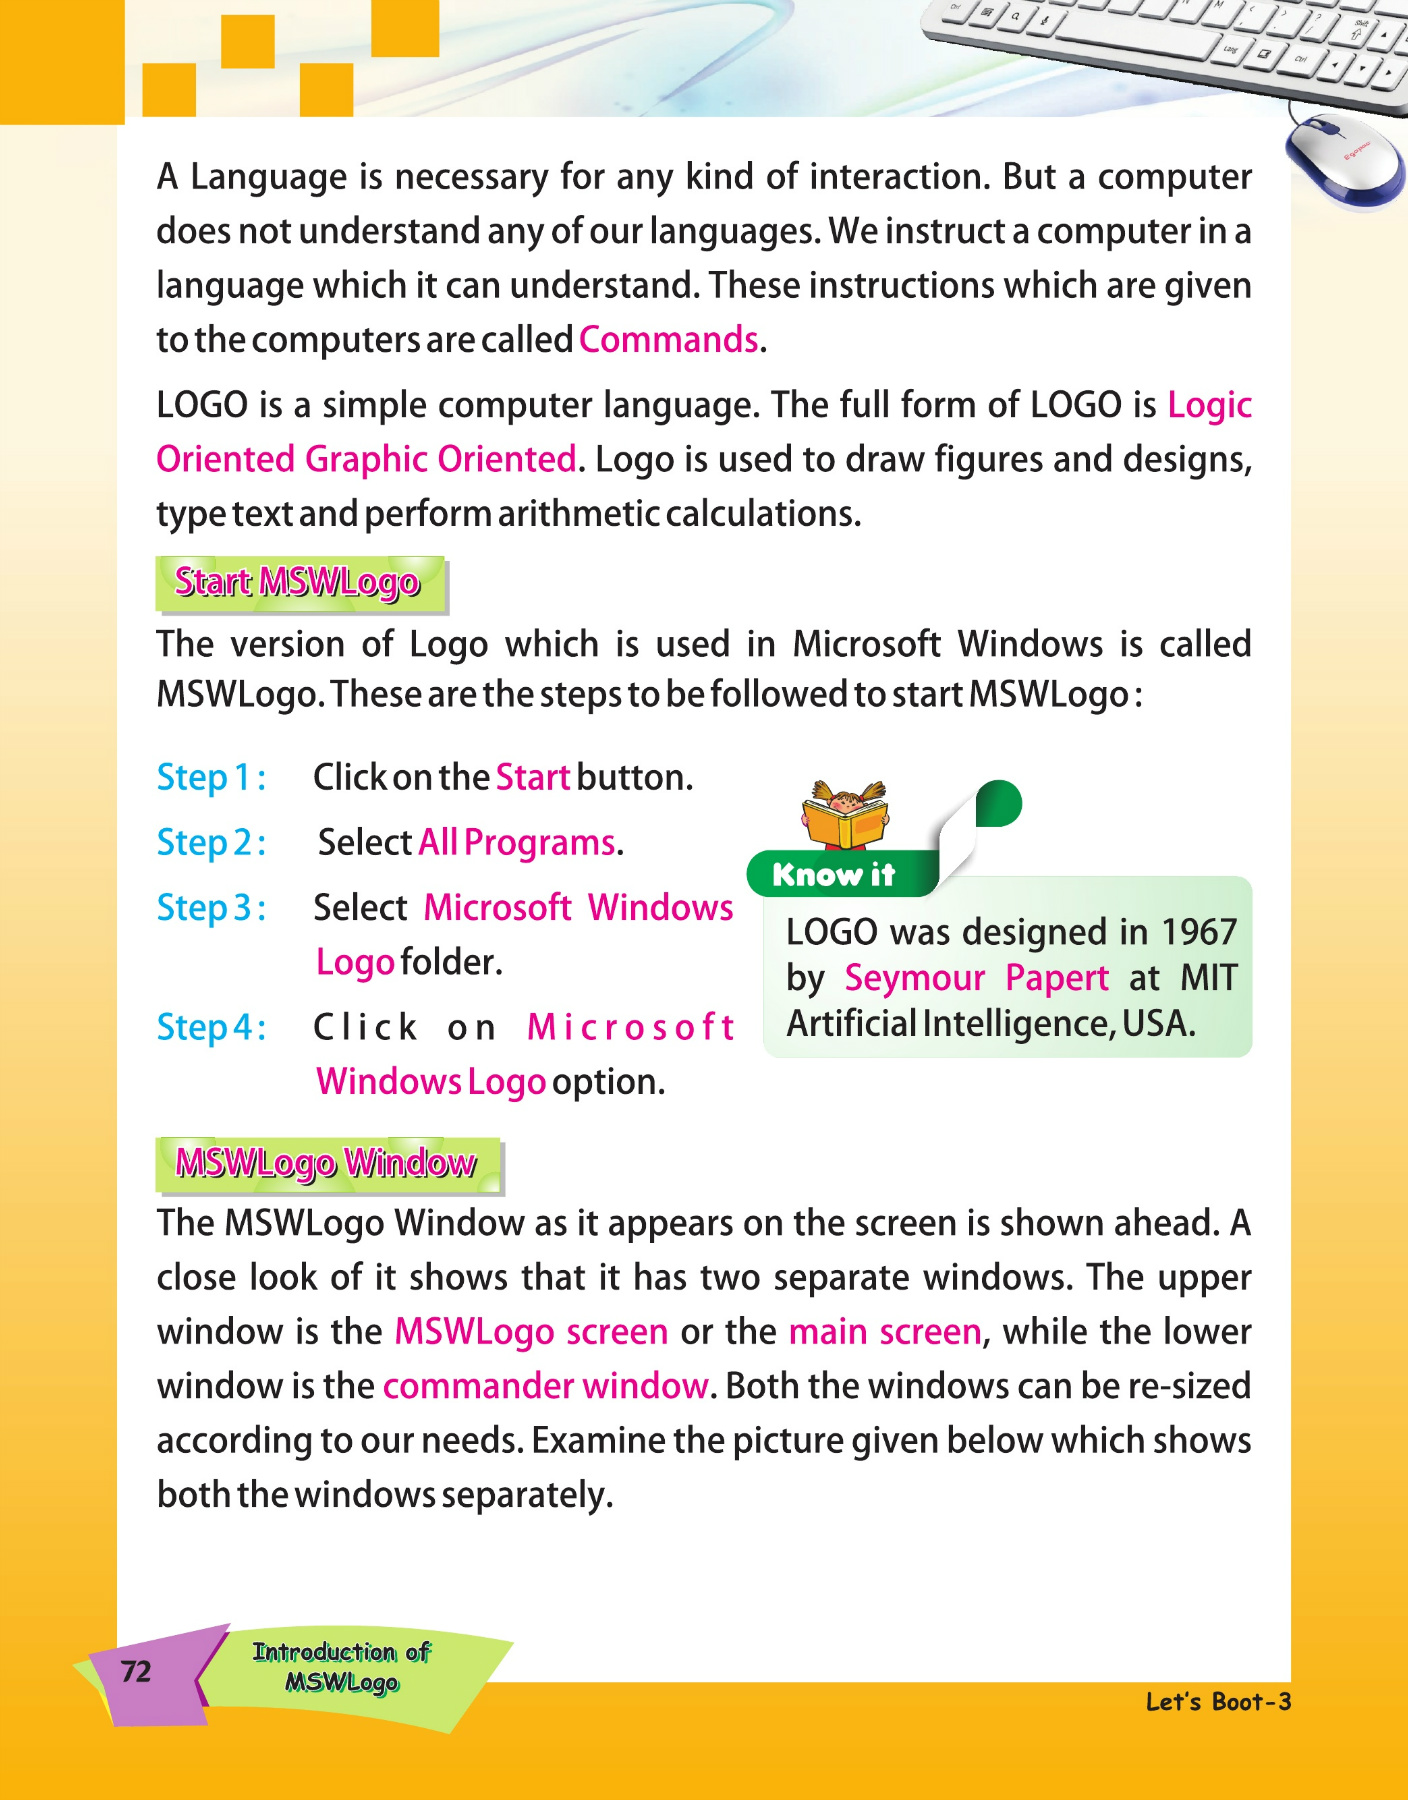 A Language is necessary for any kind of interaction. But a computer
does not understand any of our languages. We instruct a computer in a
language which it can understand. These instructions which are given
to the computers are called Commands.
LOGO is a simple computer language. The full form of LOGO is Logic
Oriented Graphic Oriented. Logo is used to draw figures and designs,
type text and perform arithmetic calculations.
Start MSWLogo
The version of Logo which is used in Microsoft Windows is called
MSWLogo. These are the steps to be followed to start MSWLogo :
Step 1 : Click on the Start button.
Step 2 : Select All Programs.
Step 3 : Select Microsoft Windows
Logo folder.
Step 4 : Click on Microsoft
Windows Logo option.
Know it
LOGO was designed in 1967
by Seymour Papert at MIT
Artificial Intelligence, USA.
MSWLogo Window
The MSWLogo Window as it appears on the screen is shown ahead. A
close look of it shows that it has two separate windows. The upper
window is the MSWLogo screen or the main screen, while the lower
window is the commander window. Both the windows can be re-sized
according to our needs. Examine the picture given below which shows
both the windows separately.
72
Introduction of
MSWLogo
Let's Boot-3